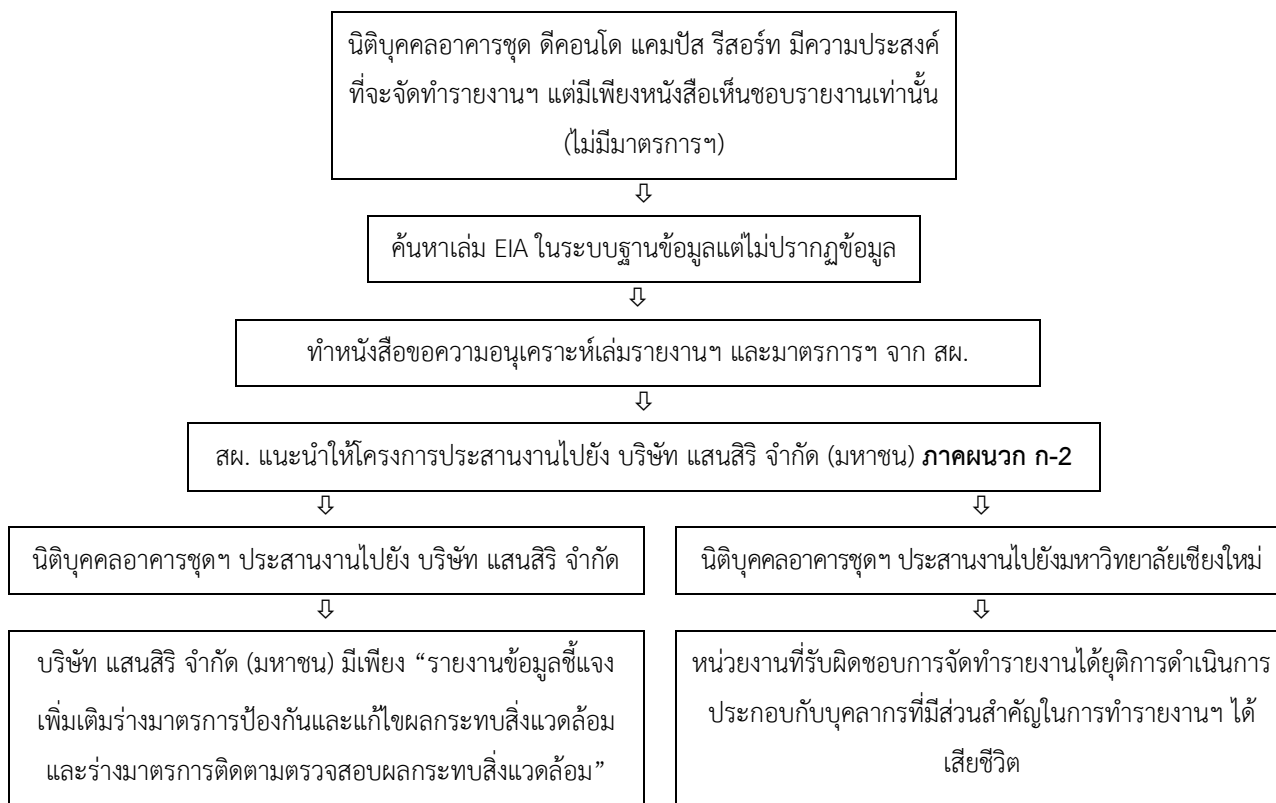 นิติบุคคลอาคารชุด ดีคอนโด แคมปัส รีสอร์ท มีความประสงค์
ที่จะจัดทำรายงานฯ แต่มีเพียงหนังสือเห็นชอบรายงานเท่านั้น
(ไม่มีมาตรการฯ)
⇩
ค้นหาเล่ม EIA ในระบบฐานข้อมูลแต่ไม่ปรากฏข้อมูล
⇩
ทำหนังสือขอความอนุเคราะห์เล่มรายงานฯ และมาตรการฯ จาก สผ.
⇩
สผ. แนะนำให้โครงการประสานงานไปยัง บริษัท แสนสิริ จำกัด (มหาชน) ภาคผนวก ก-2
⇩ ⇩
นิติบุคคลอาคารชุดฯ ประสานงานไปยัง บริษัท แสนสิริ จำกัด
⇩
บริษัท แสนสิริ จำกัด (มหาชน) มีเพียง “รายงานข้อมูลชี้แจง
เพิ่มเติมร่างมาตรการป้องกันและแก้ไขผลกระทบสิ่งแวดล้อม
และร่างมาตรการติดตามตรวจสอบผลกระทบสิ่งแวดล้อม”
นิติบุคคลอาคารชุดฯ ประสานงานไปยังมหาวิทยาลัยเชียงใหม่
⇩
หน่วยงานที่รับผิดชอบการจัดทำรายงานได้ยุติการดำเนินการ
ประกอบกับบุคลากรที่มีส่วนสำคัญในการทำรายงานฯ ได้
เสียชีวิต